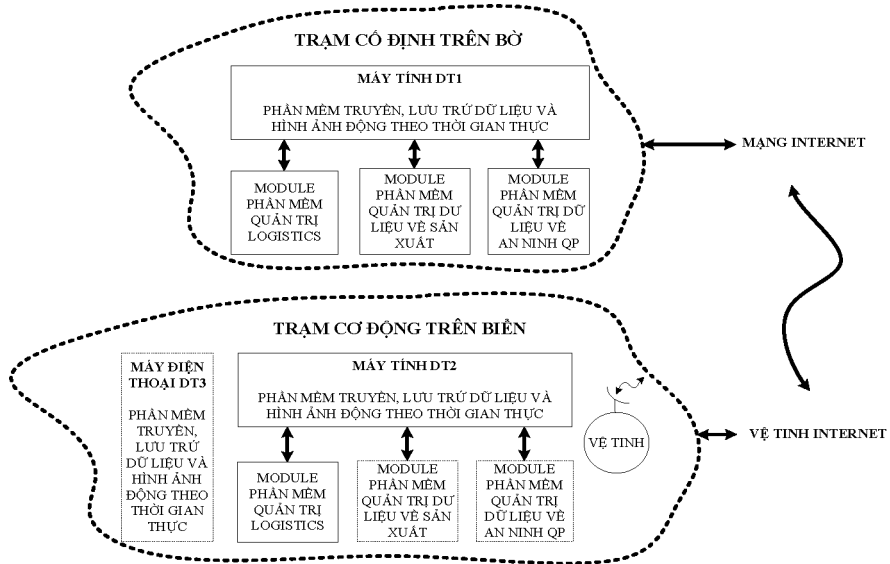 TRẠM CỐ ĐỊNH TRÊN BỜ
MÁY TÍNH DT1
PHẦN MỀM TRUYỀN, LƯU TRỨ DỮ LIỆU VÀ
HÌNH ẢNH ĐỘNG THEO THỜI GIAN THỰC
MODULE
PHẦN MỀM
QUẢN TRỊ
LOGISTICS
MODULE
PHẦN MỀM
QUẢN TRỊ DƯ
LIỆU VỀ SẢN
XUẤT
MODULE
PHẦN MỀM
QUẢN TRỊ DỮ
LIỆU VỀ
AN NINH QP
MẠNG INTERNET
TRẠM CƠ ĐỘNG TRÊN BIỂN
MÁY ĐIỆN
THOẠI DT3
PHẦN MỀM
TRUYỀN,
LƯU TRỨ
DỮ LIỆU VÀ
HÌNH ẢNH
ĐỘNG THEO
THỜI GIAN
THỰC
MÁY TÍNH DT2
PHẦN MỀM TRUYỀN, LƯU TRỨ DỮ LIỆU VÀ
HÌNH ẢNH ĐỘNG THEO THỜI GIAN THỰC
MODULE
PHẦN MỀM
QUẢN TRỊ
LOGISTICS
MODULE
PHẦN MỀM
QUẢN TRỊ DƯ
LIỆU VỀ SẢN
XUẤT
MODULE
PHẦN MỀM
QUẢN TRỊ
DỮ LIỆU VỀ
AN NINH QP
VỆ TINH
VỆ TINH INTERNET